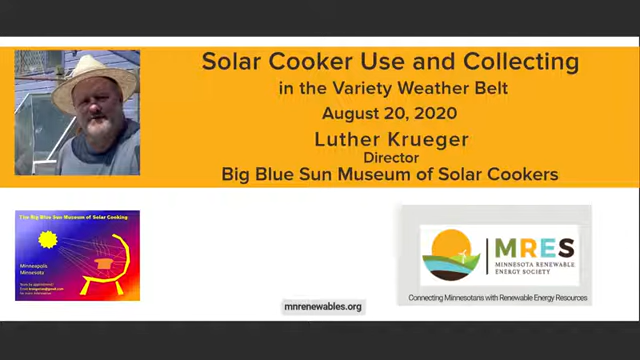 Solar Cooker Use and Collecting
in the Variety Weather Belt
August 20, 2020
Luther Krueger
Director
Big Blue Sun Museum of Solar Cookers
The Big Blue Sun Museum of Solar Cooking
Minneapolis
Minnesota
MRES
MINNESOTA RENEWABLE
ENERGY SOCIETY
Connecting Minnesotans with Renewable Energy Resources
mnrenewables.org